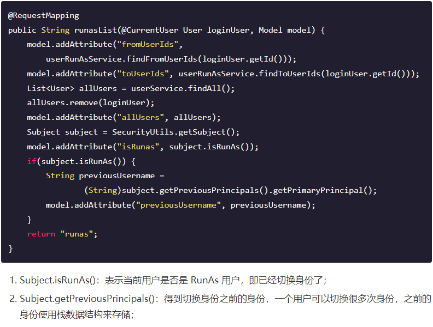 @RequestMapping
public String runasList(@CurrentUser User loginUser, Model model) {
model.addAttribute("fromUserIds",
userRunAsService.findFromUserIds(loginUser.getId()));
model.addAttribute("toUserIds", userRunAsService.findToUserIds(loginUser.getId()));
List<User> allUsers = userService.findAll();
allUsers.remove(loginUser);
model.addAttribute("allUsers", allUsers);
Subject subject = SecurityUtils.getSubject();
model.addAttribute("isRunas", subject.isRunAs());
if(subject.isRunAs()) {
String previousUsername =
(String)subject.getPreviousPrincipals().getPrimaryPrincipal();
model.addAttribute("previousUsername", previousUsername);
}
return "runas";
}
1. Subject.isRunAs()：表示当前用户是否是 RunAs 用户，即已经切换身份了；
2. Subject.getPreviousPrincipals()：得到切换身份之前的身份，一个用户可以切换很多次身份，之前的
身份使用栈数据结构来存储；